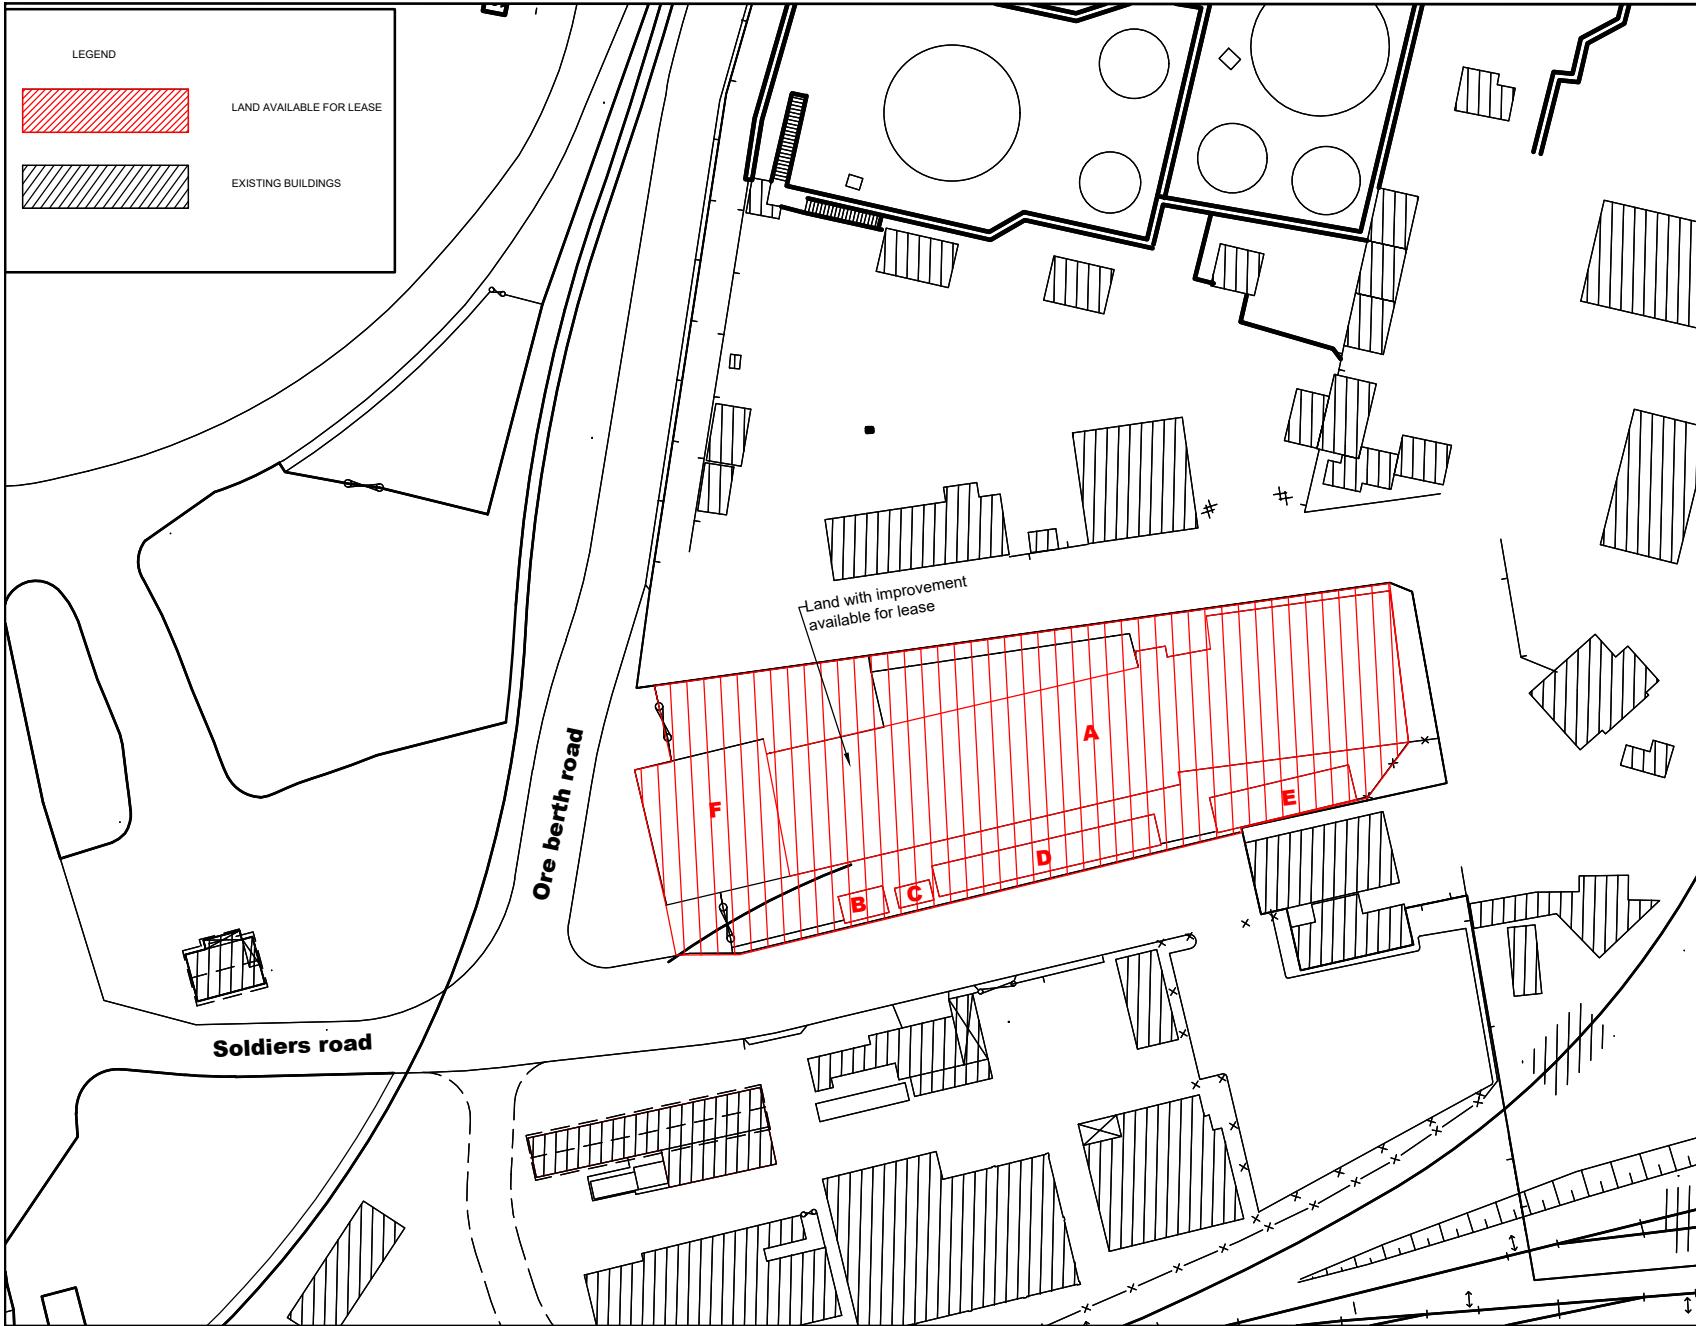 LEGEND
LAND AVAILABLE FOR LEASE
EXISTING BUILDINGS
Land with improvement
available for lease
A
F
E
D
C
B
Ore berth road
Soldiers road